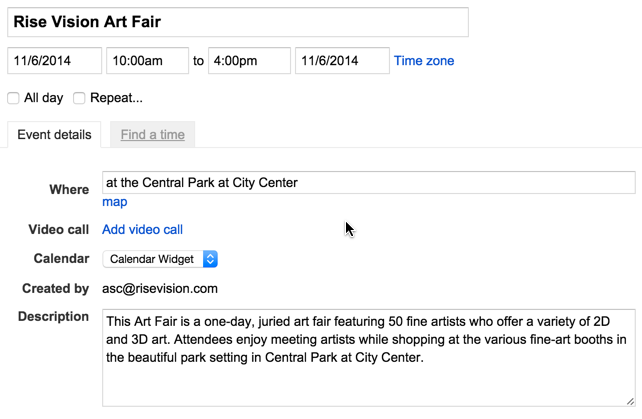 Rise Vision Art Fair
11/6/2014 10:00am to 4:00pm 11/6/2014 Time zone
All day Repeat...
Event details Find a time
Where at the Central Park at City Center
map
Video call Add video call
Calendar Calendar Widget
Created by asc@risevision.com
Description This Art Fair is a one-day, juried art fair featuring 50 fine artists who offer a variety of 2D
and 3D art. Attendees enjoy meeting artists while shopping at the various fine-art booths in
the beautiful park setting in Central Park at City Center.